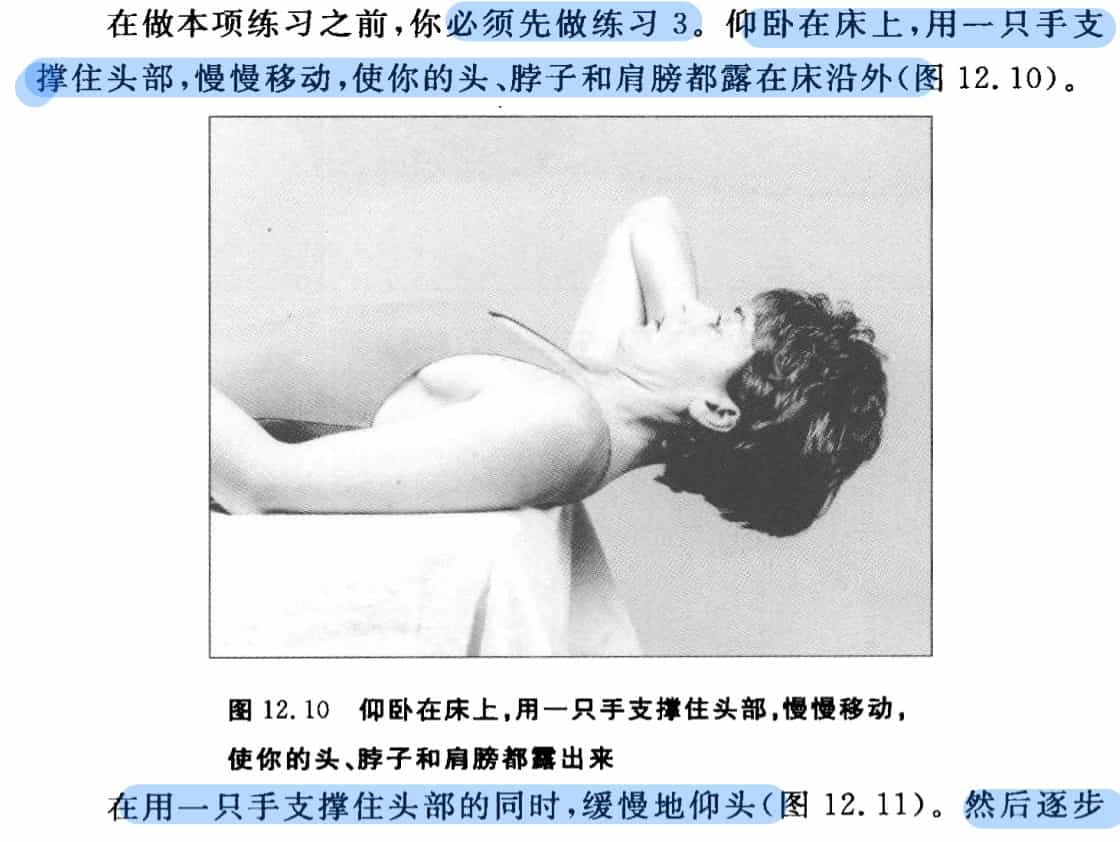 在做本项练习之前,你必须先做练习 3。仰卧在床上,用一只手支
撑住头部,慢慢移动,使你的头、脖子和肩膀都露在床沿外(图 12.10)。
图 12.10　仰卧在床上,用一只手支撑住头部,慢慢移动,
使你的头、脖子和肩膀都露出来
在用一只手支撑住头部的同时,缓慢地仰头(图 12.11)。然后逐步